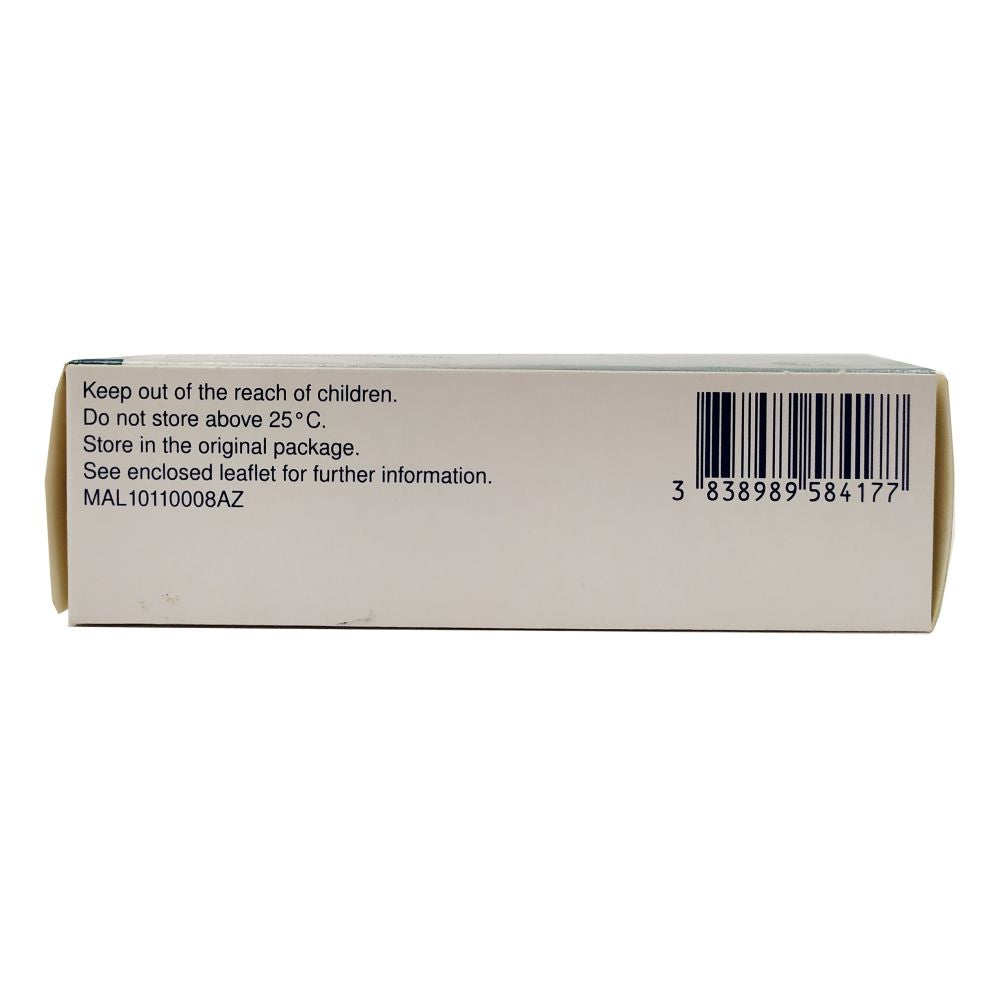 Keep out of the reach of children.
Do not store above 25°C.
Store in the original package.
See enclosed leaflet for further information.
MAL10110008AZ
3 838989 584177